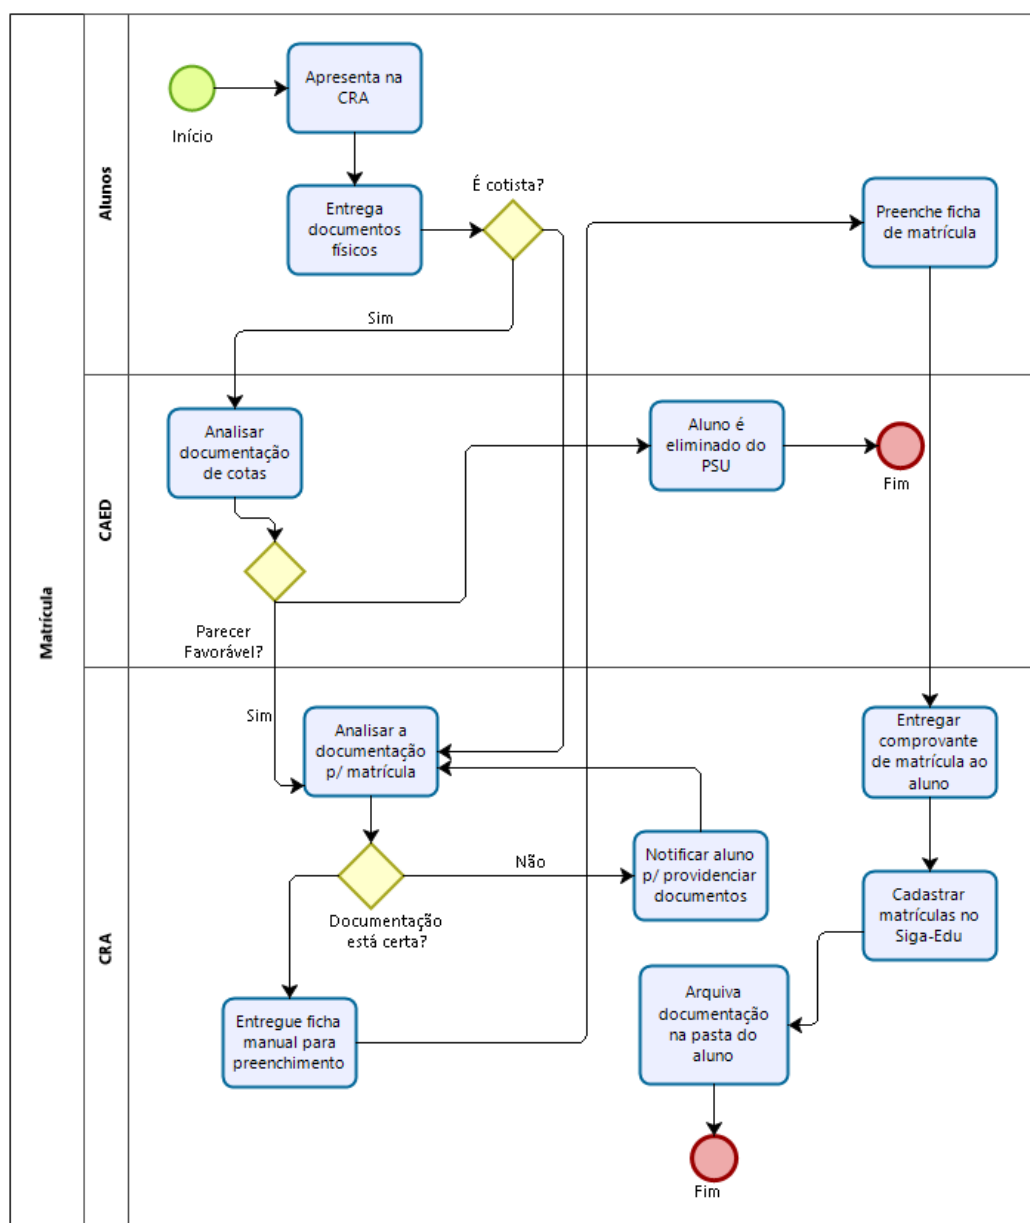 Matrícula
Alunos
Início
Apresenta na
CRA
Entrega
documentos
físicos
É cotista?
Sim
Preenche ficha
de matrícula
CAED
Analisar
documentação
de cotas
Parecer
Favorável?
Aluno é
eliminado do
PSU
Fim
CRA
Sim
Analisar a
documentação
p/ matrícula
Documentação
está certa?
Não
Notificar aluno
p/ providenciar
documentos
Entregue ficha
manual para
preenchimento
Entregar
comprovante
de matrícula ao
aluno
Cadastrar
matrículas no
Siga-Edu
Arquiva
documentação
na pasta do
aluno
Fim